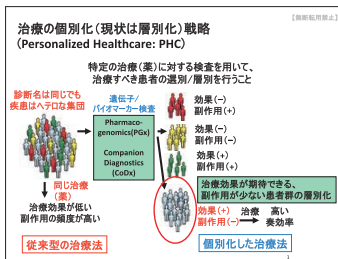 【無断転用禁止】
治療の個別化(現状は層別化)戦略
(Personalized Healthcare: PHC)
特定の治療(薬)に対する検査を用いて、
治療すべき患者の選別/層別を行うこと
診断名は同じでも
疾患はヘテロな集団
遺伝子/
バイオマーカー検査
Pharmaco-
genomics(PGx)
Companion
Diagnostics
(CoDx)
効果(-)
副作用(+)
効果(-)
副作用(-)
効果(+)
副作用(+)
治療効果が期待できる、
副作用が少ない患者群の層別化
同じ治療
(薬)
治療効果が低い
副作用の頻度が高い
効果(+)
副作用(-)
治療
高い
奏効率
従来型の治療法
個別化した治療法
1